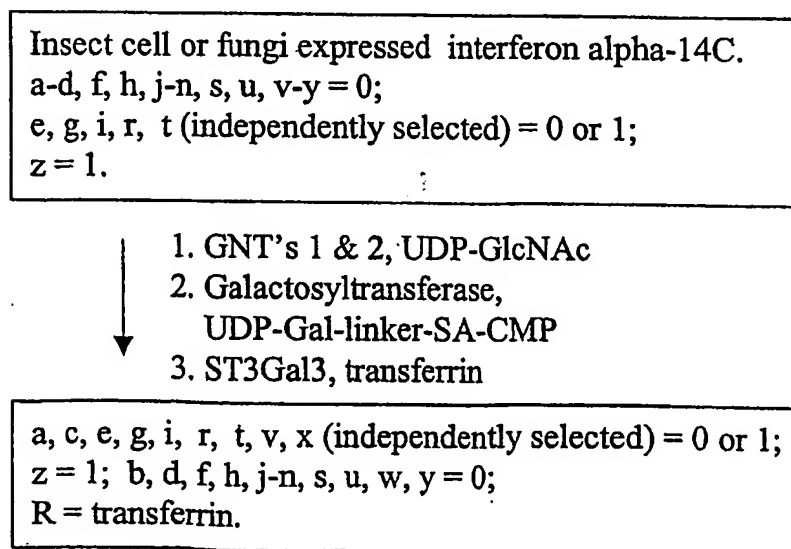 Insect cell or fungi expressed interferon alpha-14C.
a-d, f, h, j-n, s, u, v-y = 0;
e, g, i, r, t (independently selected) = 0 or 1;
z = 1.
1. GNT's 1 & 2, UDP-GlcNAc
2. Galactosyltransferase,
UDP-Gal-linker-SA-CMP
3. ST3Gal3, transferrin
a, c, e, g, i, r, t, v, x (independently selected) = 0 or 1;
z = 1; b, d, f, h, j-n, s, u, w, y = 0;
R = transferrin.